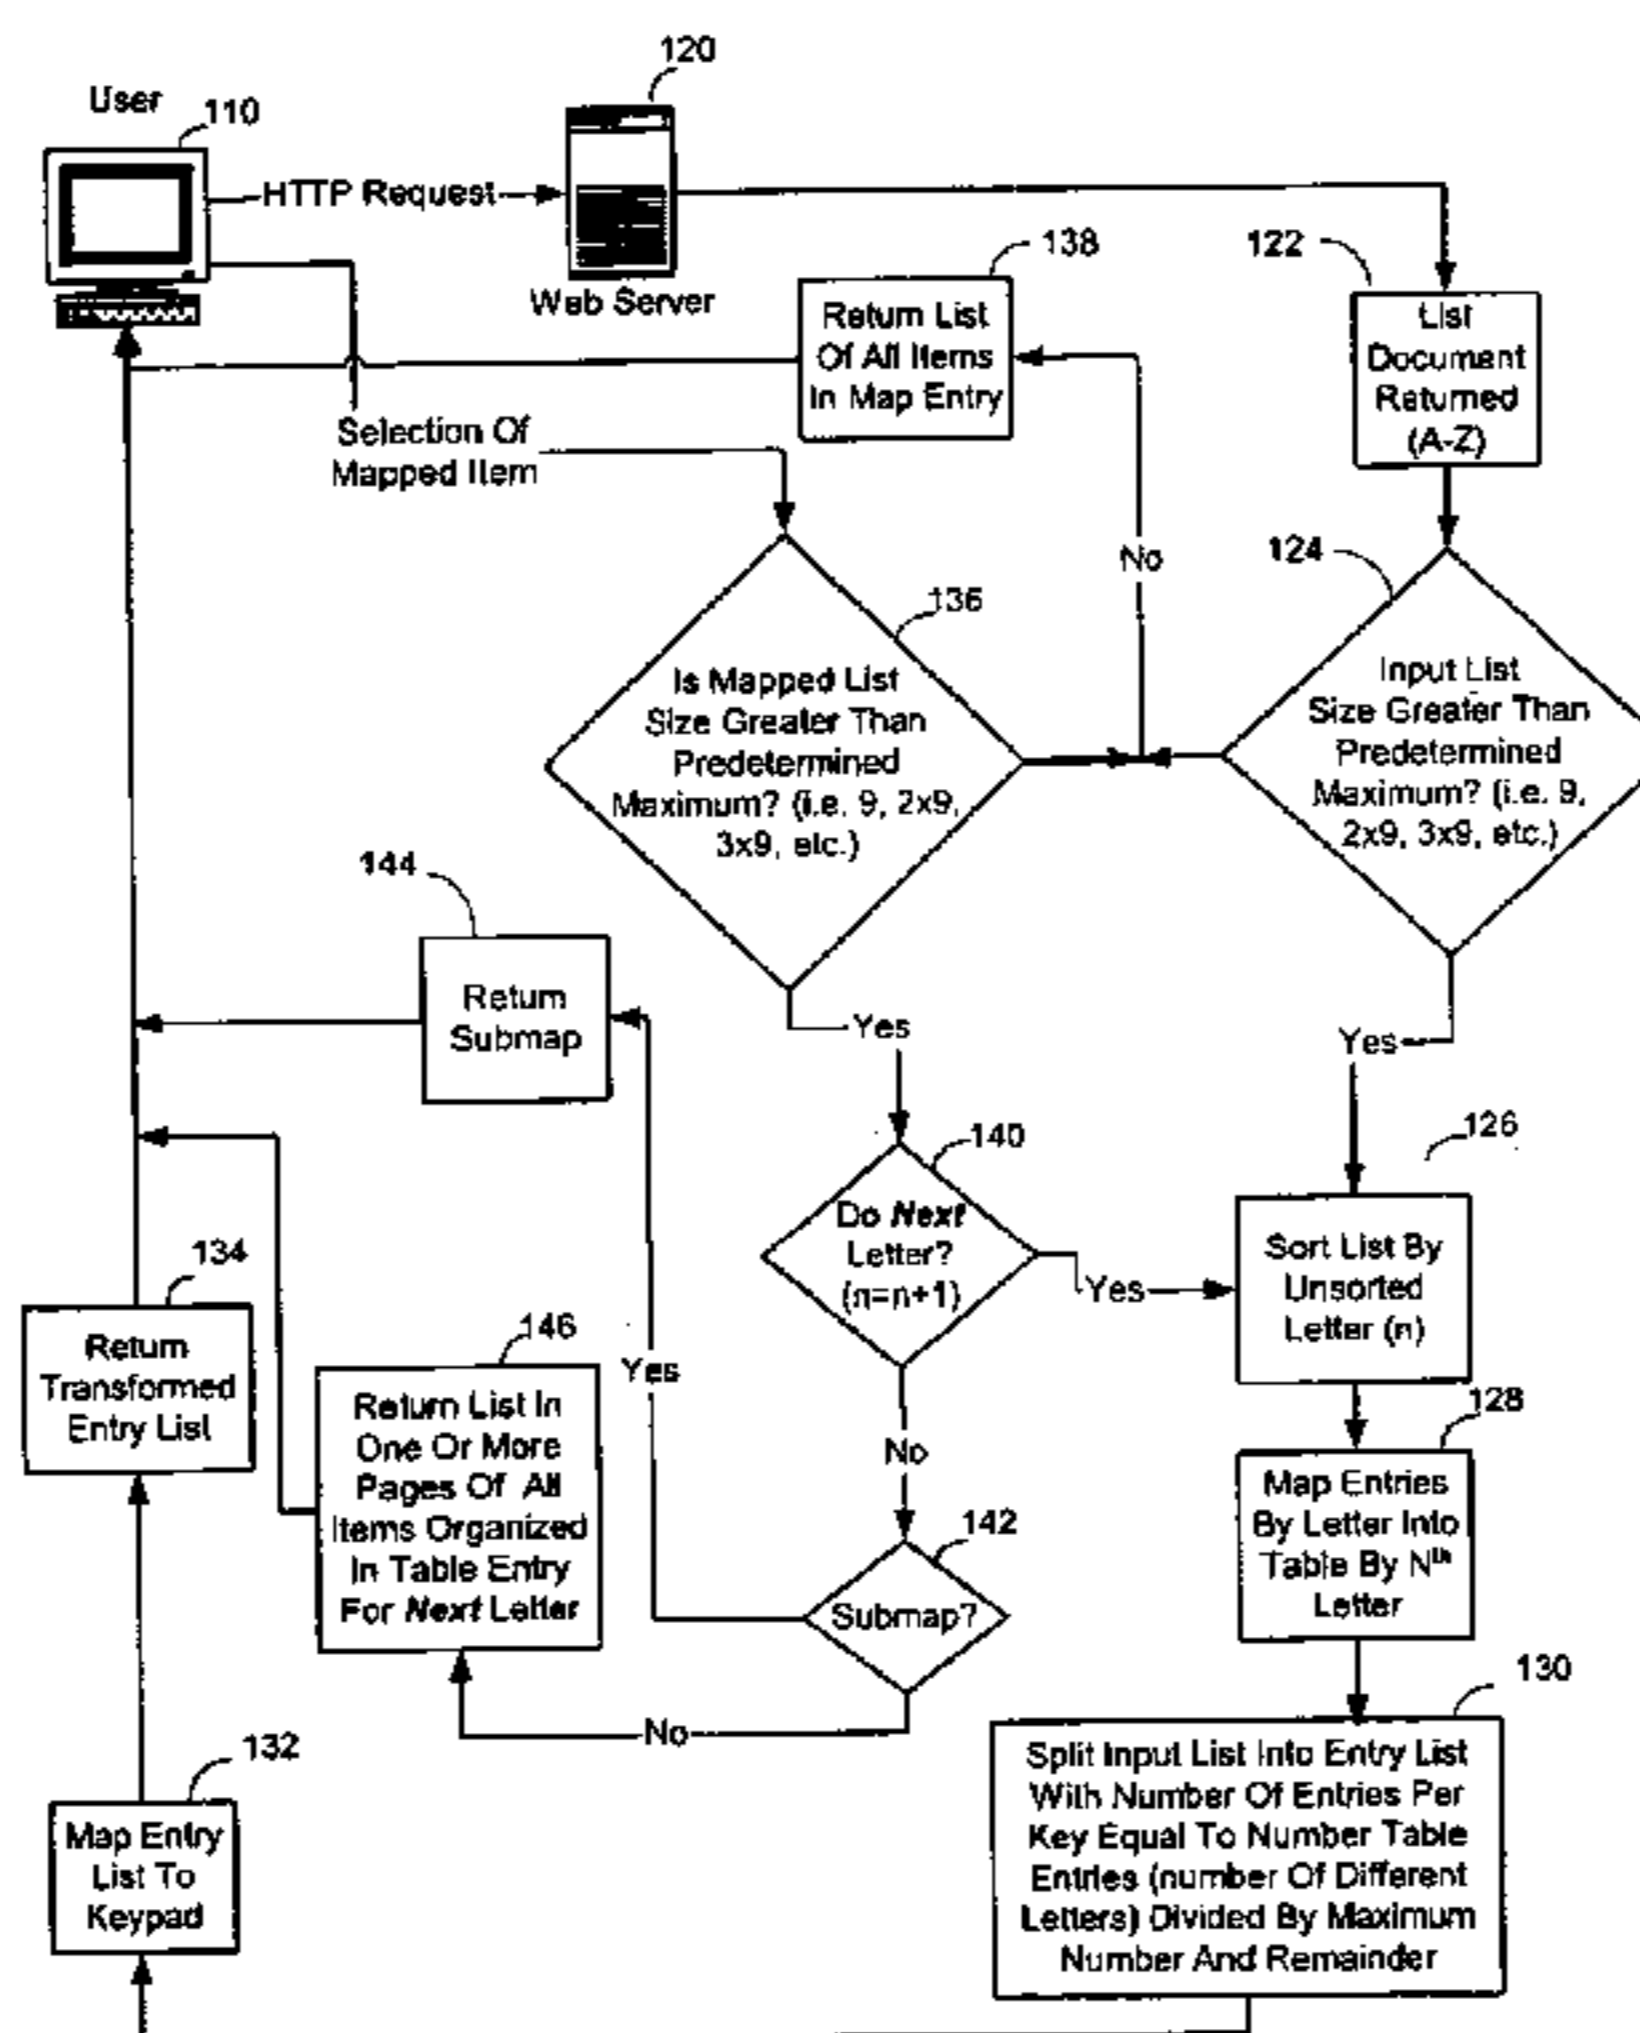 120
User
110
HTTP Request
Web Server
138
122
Return List
Of All Items
In Map Entry
List
Document
Returned
(A-Z)
Selection Of
Mapped Item
No
124
136
Is Mapped List
Size Greater Than
Predetermined
Maximum? (i.e. 9, 2x9,
3x9, etc.)
Input List
Size Greater Than
Predetermined
Maximum? (i.e. 9,
2x9, 3x9, etc.)
144
Return
Submap
Yes
Yes
126
140
Do Next
Letter?
(n=n+1)
Yes
Sort List By
Unsorted
Letter (n)
134
Return
Transformed
Entry List
146
Return List In
One Or More
Pages Of All
Items Organized
In Table Entry
For Next Letter
Yes
No
128
Map Entries
By Letter Into
Table By Nth
Letter
142
Submap?
No
130
Split Input List Into Entry List
With Number Of Entries Per
Key Equal To Number Table
Entries (number Of Different
Letters) Divided By Maximum
Number And Remainder
132
Map Entry
List To
Keypad